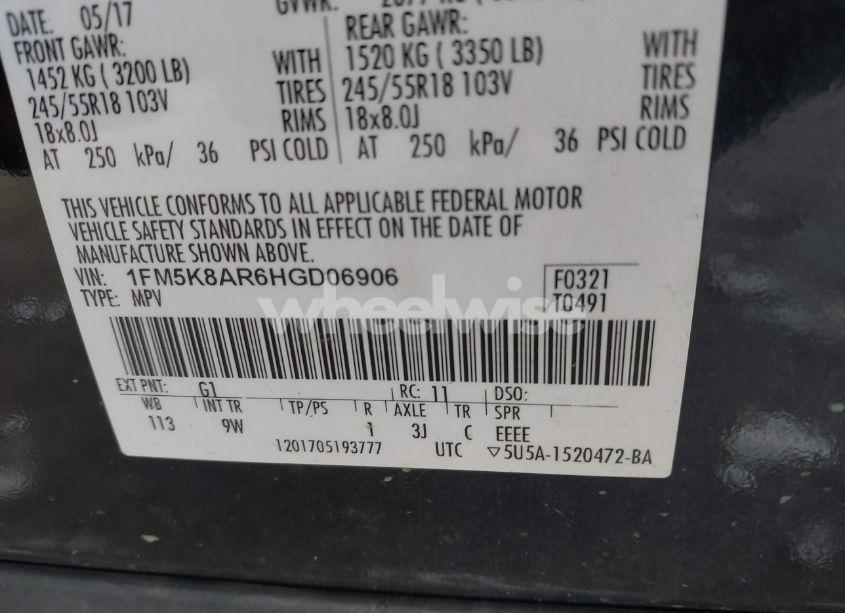 DATE: 05/17
GVWR:
FRONT GAWR:
1452 KG ( 3200 LB)
WITH
245/55R18 103V
TIRES
18x8.0J
RIMS
AT 250 kPa/ 36 PSI COLD
REAR GAWR:
1520 KG ( 3350 LB)
WITH
245/55R18 103V
TIRES
18x8.0J
RIMS
AT 250 kPa/ 36 PSI COLD
THIS VEHICLE CONFORMS TO ALL APPLICABLE FEDERAL MOTOR
VEHICLE SAFETY STANDARDS IN EFFECT ON THE DATE OF
MANUFACTURE SHOWN ABOVE.
VIN: 1FM5K8AR6HGD06906
F0321
TYPE: MPV
T0491
wheelwise
EXT PNT: G1 RC: 11 DSO:
WB INT TR TP/PS R AXLE TR SPR
113 9W 1 3J C EEEE
1201705193777 UTC ▽5U5A-1520472-BA